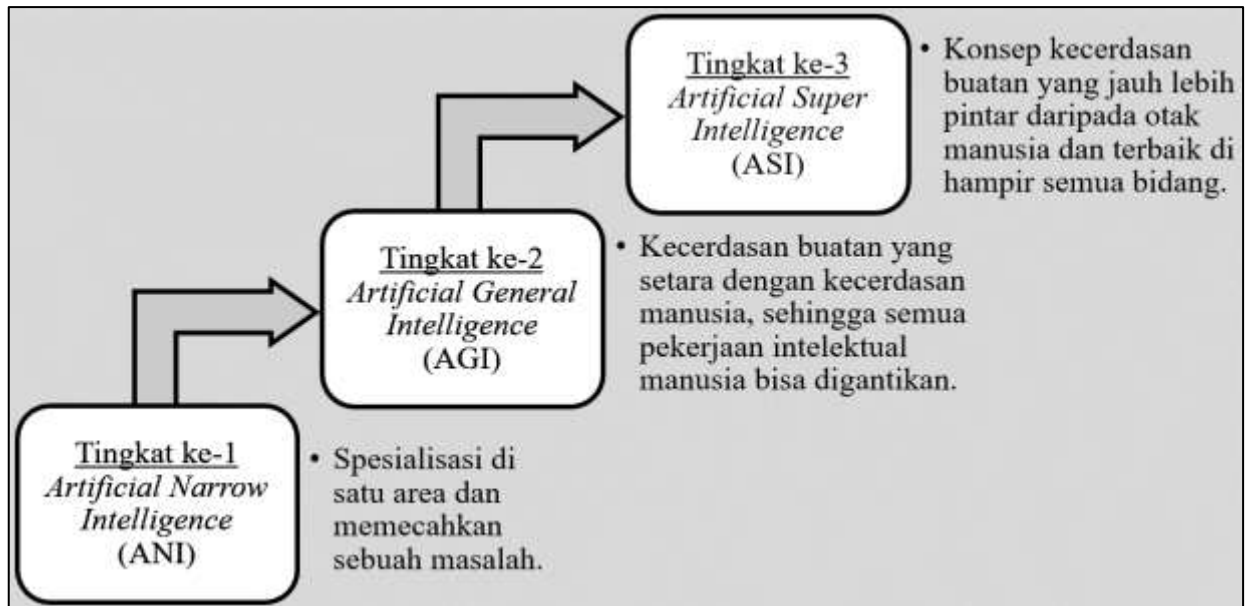 Tingkat ke-3
Artificial Super
Intelligence
(ASI)
• Konsep kecerdasan
buatan yang jauh lebih
pintar daripada otak
manusia dan terbaik di
hampir semua bidang.
Tingkat ke-2
Artificial General
Intelligence
(AGI)
• Kecerdasan buatan yang
setara dengan kecerdasan
manusia, sehingga semua
pekerjaan intelektual
manusia bisa digantikan.
Tingkat ke-1
Artificial Narrow
Intelligence
(ANI)
• Spesialisasi di
satu area dan
memecahkan
sebuah masalah.